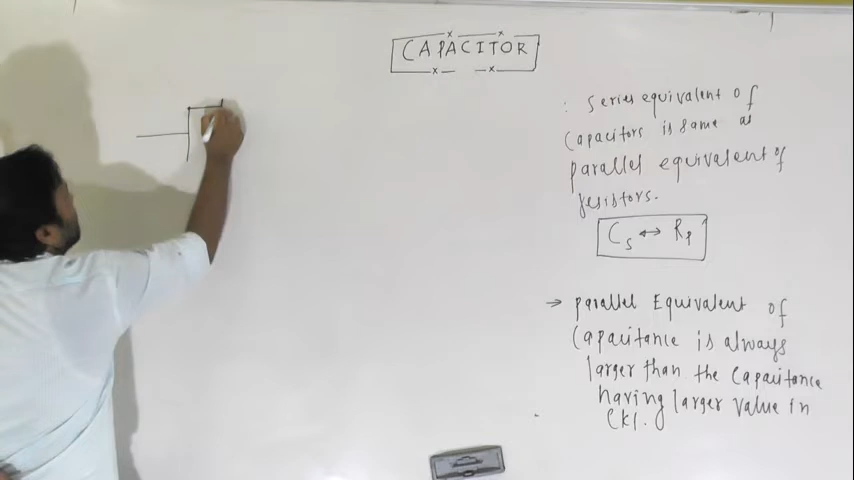 CAPACITOR
: Series equivalent of
Capacitors is same as
parallel equivalent of
resistors.
Cs ↔ Rp
→ parallel Equivalent of
Capacitance is always
larger than the Capacitance
having larger value in
Ckt.